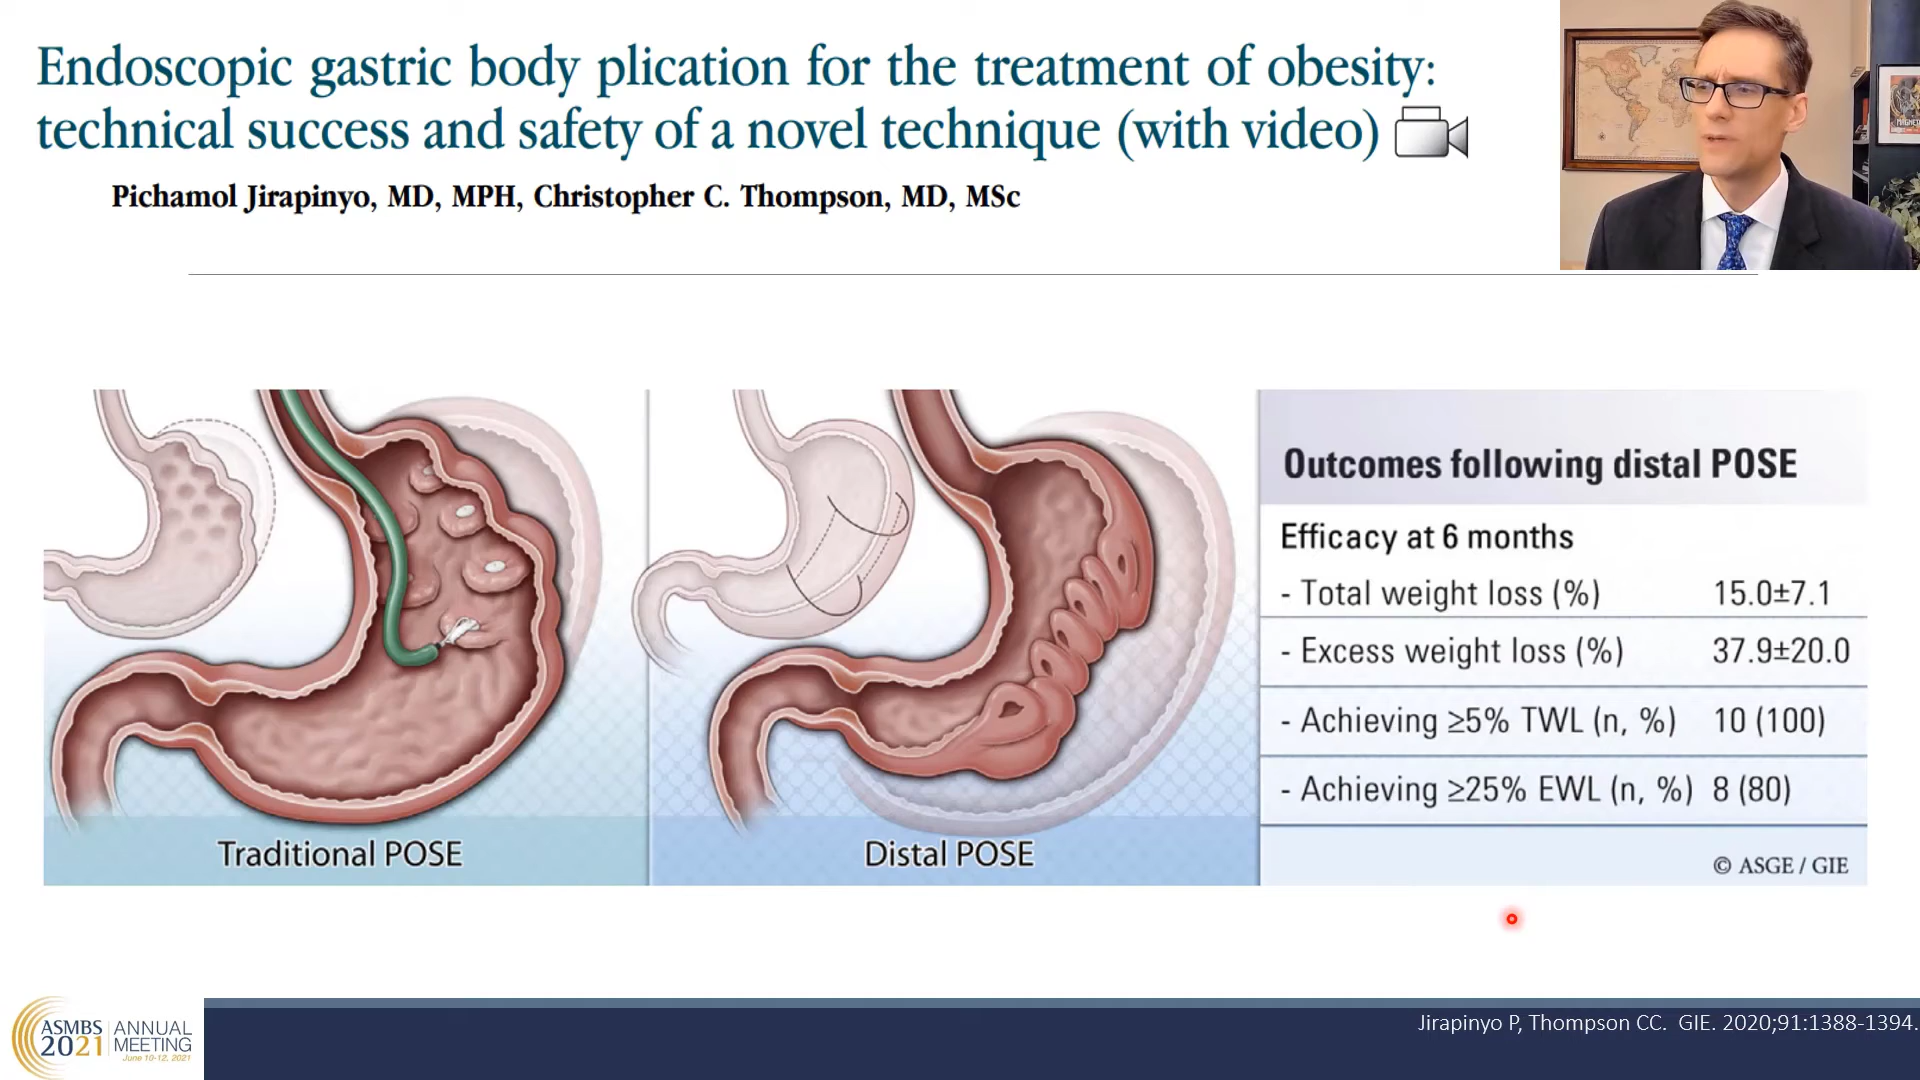 Endoscopic gastric body plication for the treatment of obesity:
technical success and safety of a novel technique (with video)
Pichamol Jirapinyo, MD, MPH, Christopher C. Thompson, MD, MSc
Traditional POSE
Distal POSE
Outcomes following distal POSE
Efficacy at 6 months
- Total weight loss (%) 15.0±7.1
- Excess weight loss (%) 37.9±20.0
- Achieving ≥5% TWL (n, %) 10 (100)
- Achieving ≥25% EWL (n, %) 8 (80)
© ASGE / GIE
ASMBS
2021
ANNUAL
MEETING
June 10-12, 2021
Jirapinyo P, Thompson CC. GIE. 2020;91:1388-1394.